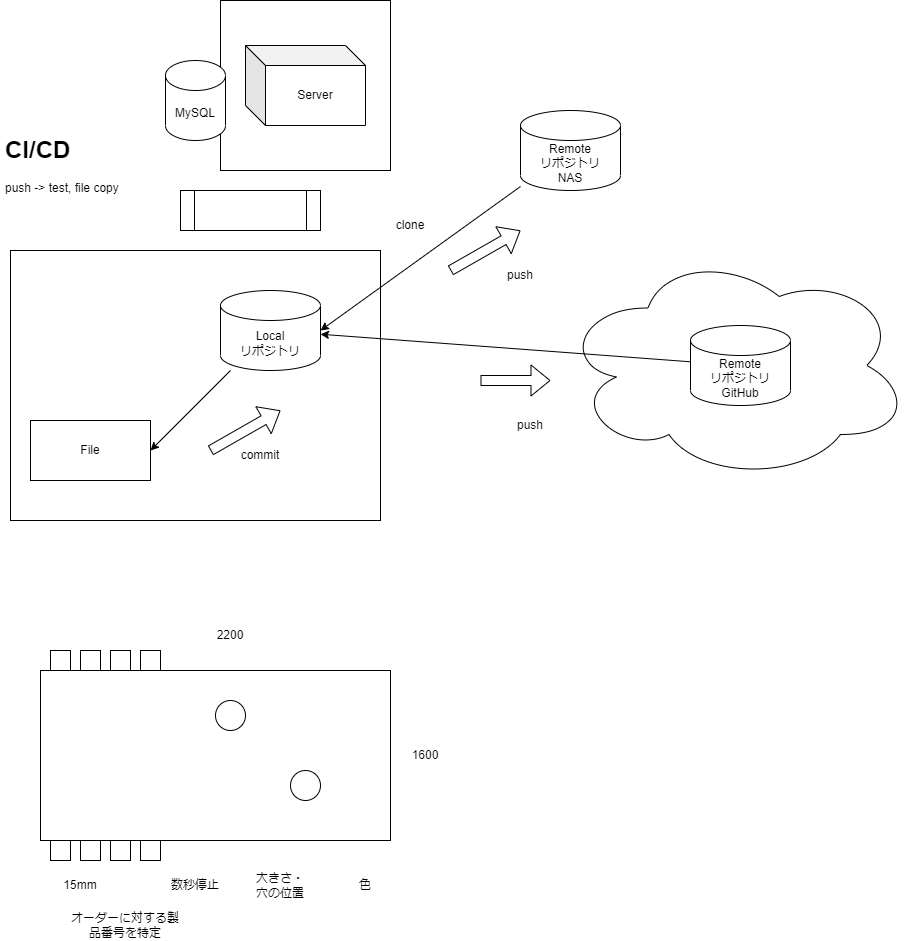 Server
MySQL
CI/CD
push -> test, file copy
Remote
リポジトリ
NAS
clone
push
Local
リポジトリ
Remote
リポジトリ
GitHub
push
File
commit
2200
1600
15mm
数秒停止
大きさ・
穴の位置
色
オーダーに対する製
品番号を特定